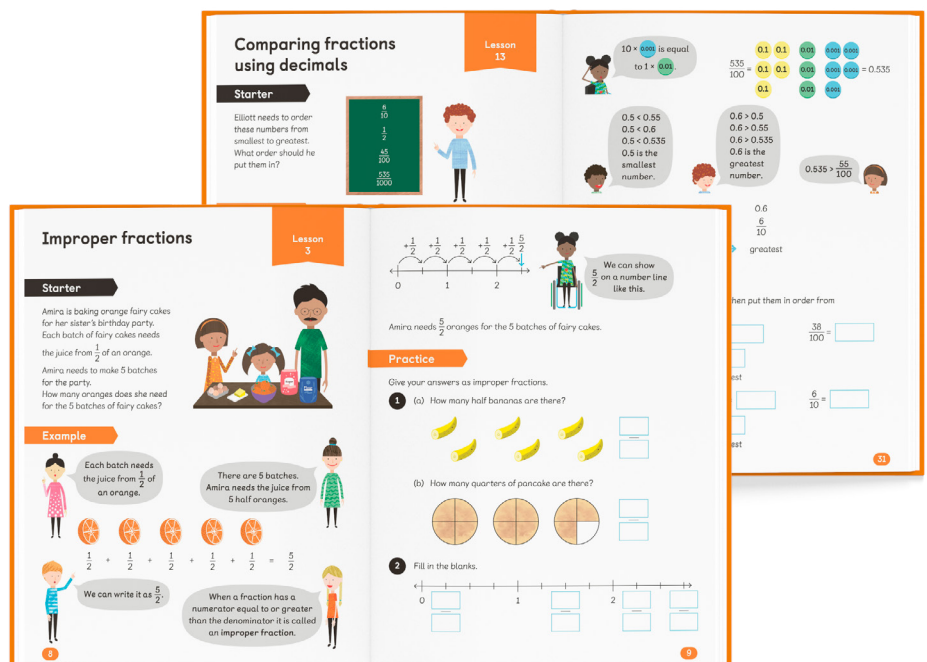 Comparing fractions
using decimals
Lesson
13
Starter
Elliott needs to order
these numbers from
smallest to greatest.
What order should he
put them in?
6/10
1/2
45/100
535/1000
10 × 0.001 is equal
to 1 × 0.01.
535/100 = 0.1 0.1 0.01 0.001 0.001
0.1 0.1 0.01 0.001 0.001 = 0.535
0.1 0.01 0.001
0.5 < 0.55
0.5 < 0.6
0.5 < 0.535
0.5 is the
smallest
number.
0.6 > 0.5
0.6 > 0.55
0.6 > 0.535
0.6 is the
greatest
number.
0.535 > 55/100
0.6
6/10
greatest
then put them in order from
38/100 =
6/10 =
31
Improper fractions
Lesson
3
Starter
Amira is baking orange fairy cakes
for her sister's birthday party.
Each batch of fairy cakes needs
the juice from 1/2 of an orange.
Amira needs to make 5 batches
for the party.
How many oranges does she need
for the 5 batches of fairy cakes?
Example
Each batch needs
the juice from 1/2 of
an orange.
There are 5 batches.
Amira needs the juice from
5 half oranges.
1/2 + 1/2 + 1/2 + 1/2 + 1/2 = 5/2
We can write it as 5/2.
When a fraction has a
numerator equal to or greater
than the denominator it is called
an improper fraction.
8
+1/2 +1/2 +1/2 +1/2 +1/2 5/2
0 1 2
We can show
5/2 on a number line
like this.
Amira needs 5/2 oranges for the 5 batches of fairy cakes.
Practice
Give your answers as improper fractions.
1 (a) How many half bananas are there?
(b) How many quarters of pancake are there?
2 Fill in the blanks.
0 1 2
9